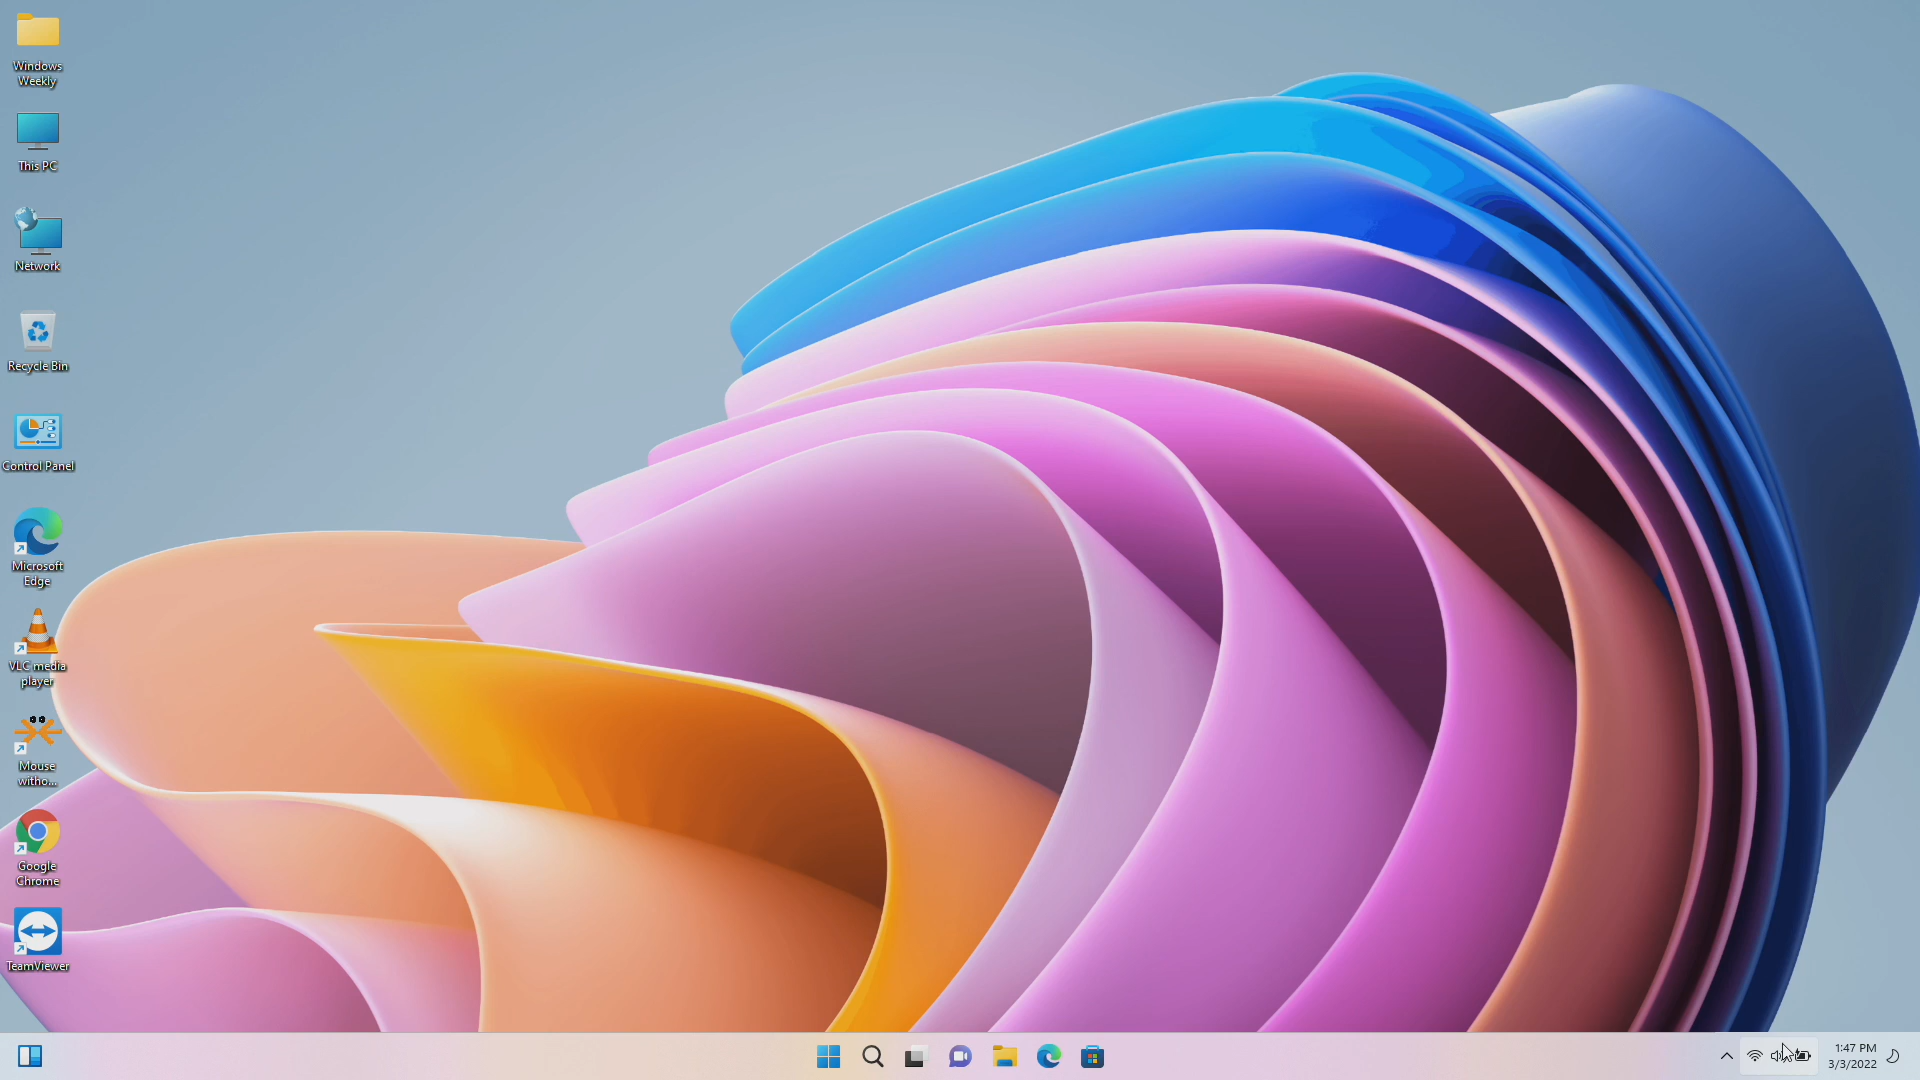 Windows
Weekly
This PC
Network
Recycle Bin
Control Panel
Microsoft
Edge
VLC media
player
Mouse
witho...
Google
Chrome
TeamViewer
1:47 PM
3/3/2022